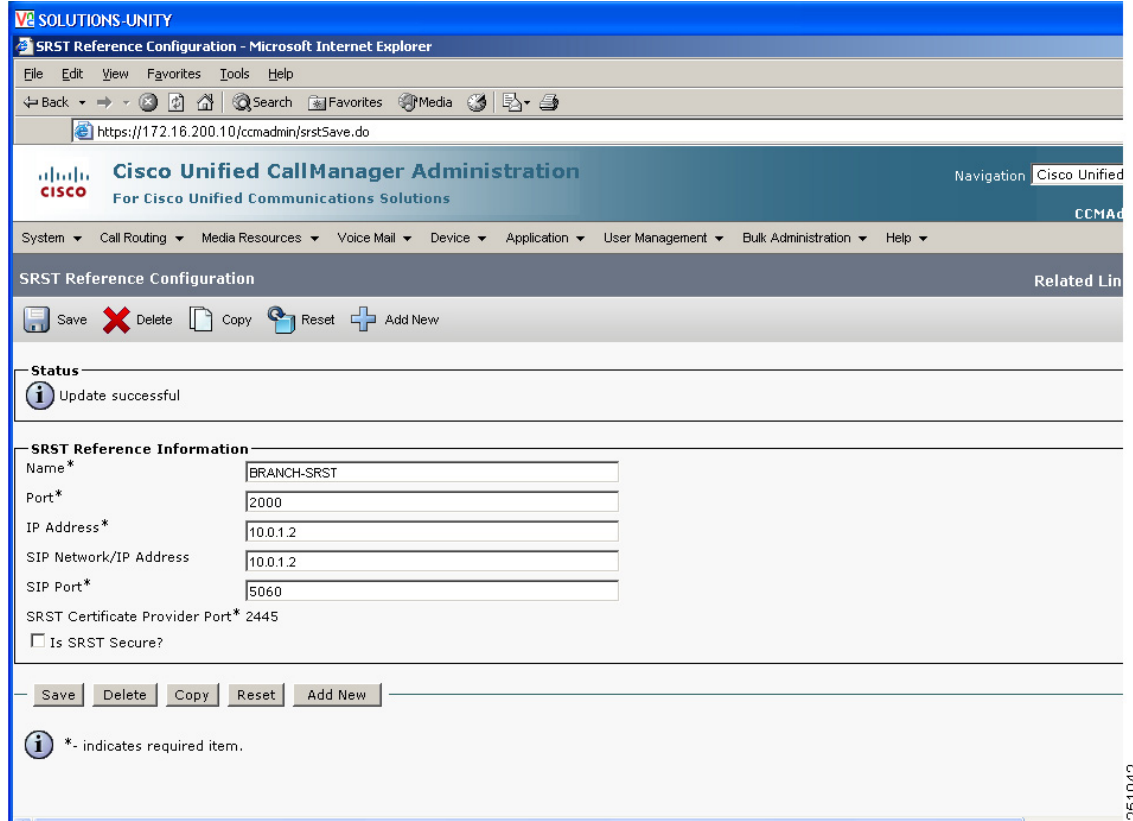 SOLUTIONS-UNITY
SRST Reference Configuration - Microsoft Internet Explorer
File Edit View Favorites Tools Help
Back Search Favorites Media
https://172.16.200.10/ccmadmin/srstSave.do
CISCO
Cisco Unified CallManager Administration
For Cisco Unified Communications Solutions
Navigation Cisco Unified
CCMAd
System Call Routing Media Resources Voice Mail Device Application User Management Bulk Administration Help
SRST Reference Configuration Related Lin
Save Delete Copy Reset Add New
Status
Update successful
SRST Reference Information
Name* BRANCH-SRST
Port* 2000
IP Address* 10.0.1.2
SIP Network/IP Address 10.0.1.2
SIP Port* 5060
SRST Certificate Provider Port* 2445
Is SRST Secure?
Save Delete Copy Reset Add New
*- indicates required item.